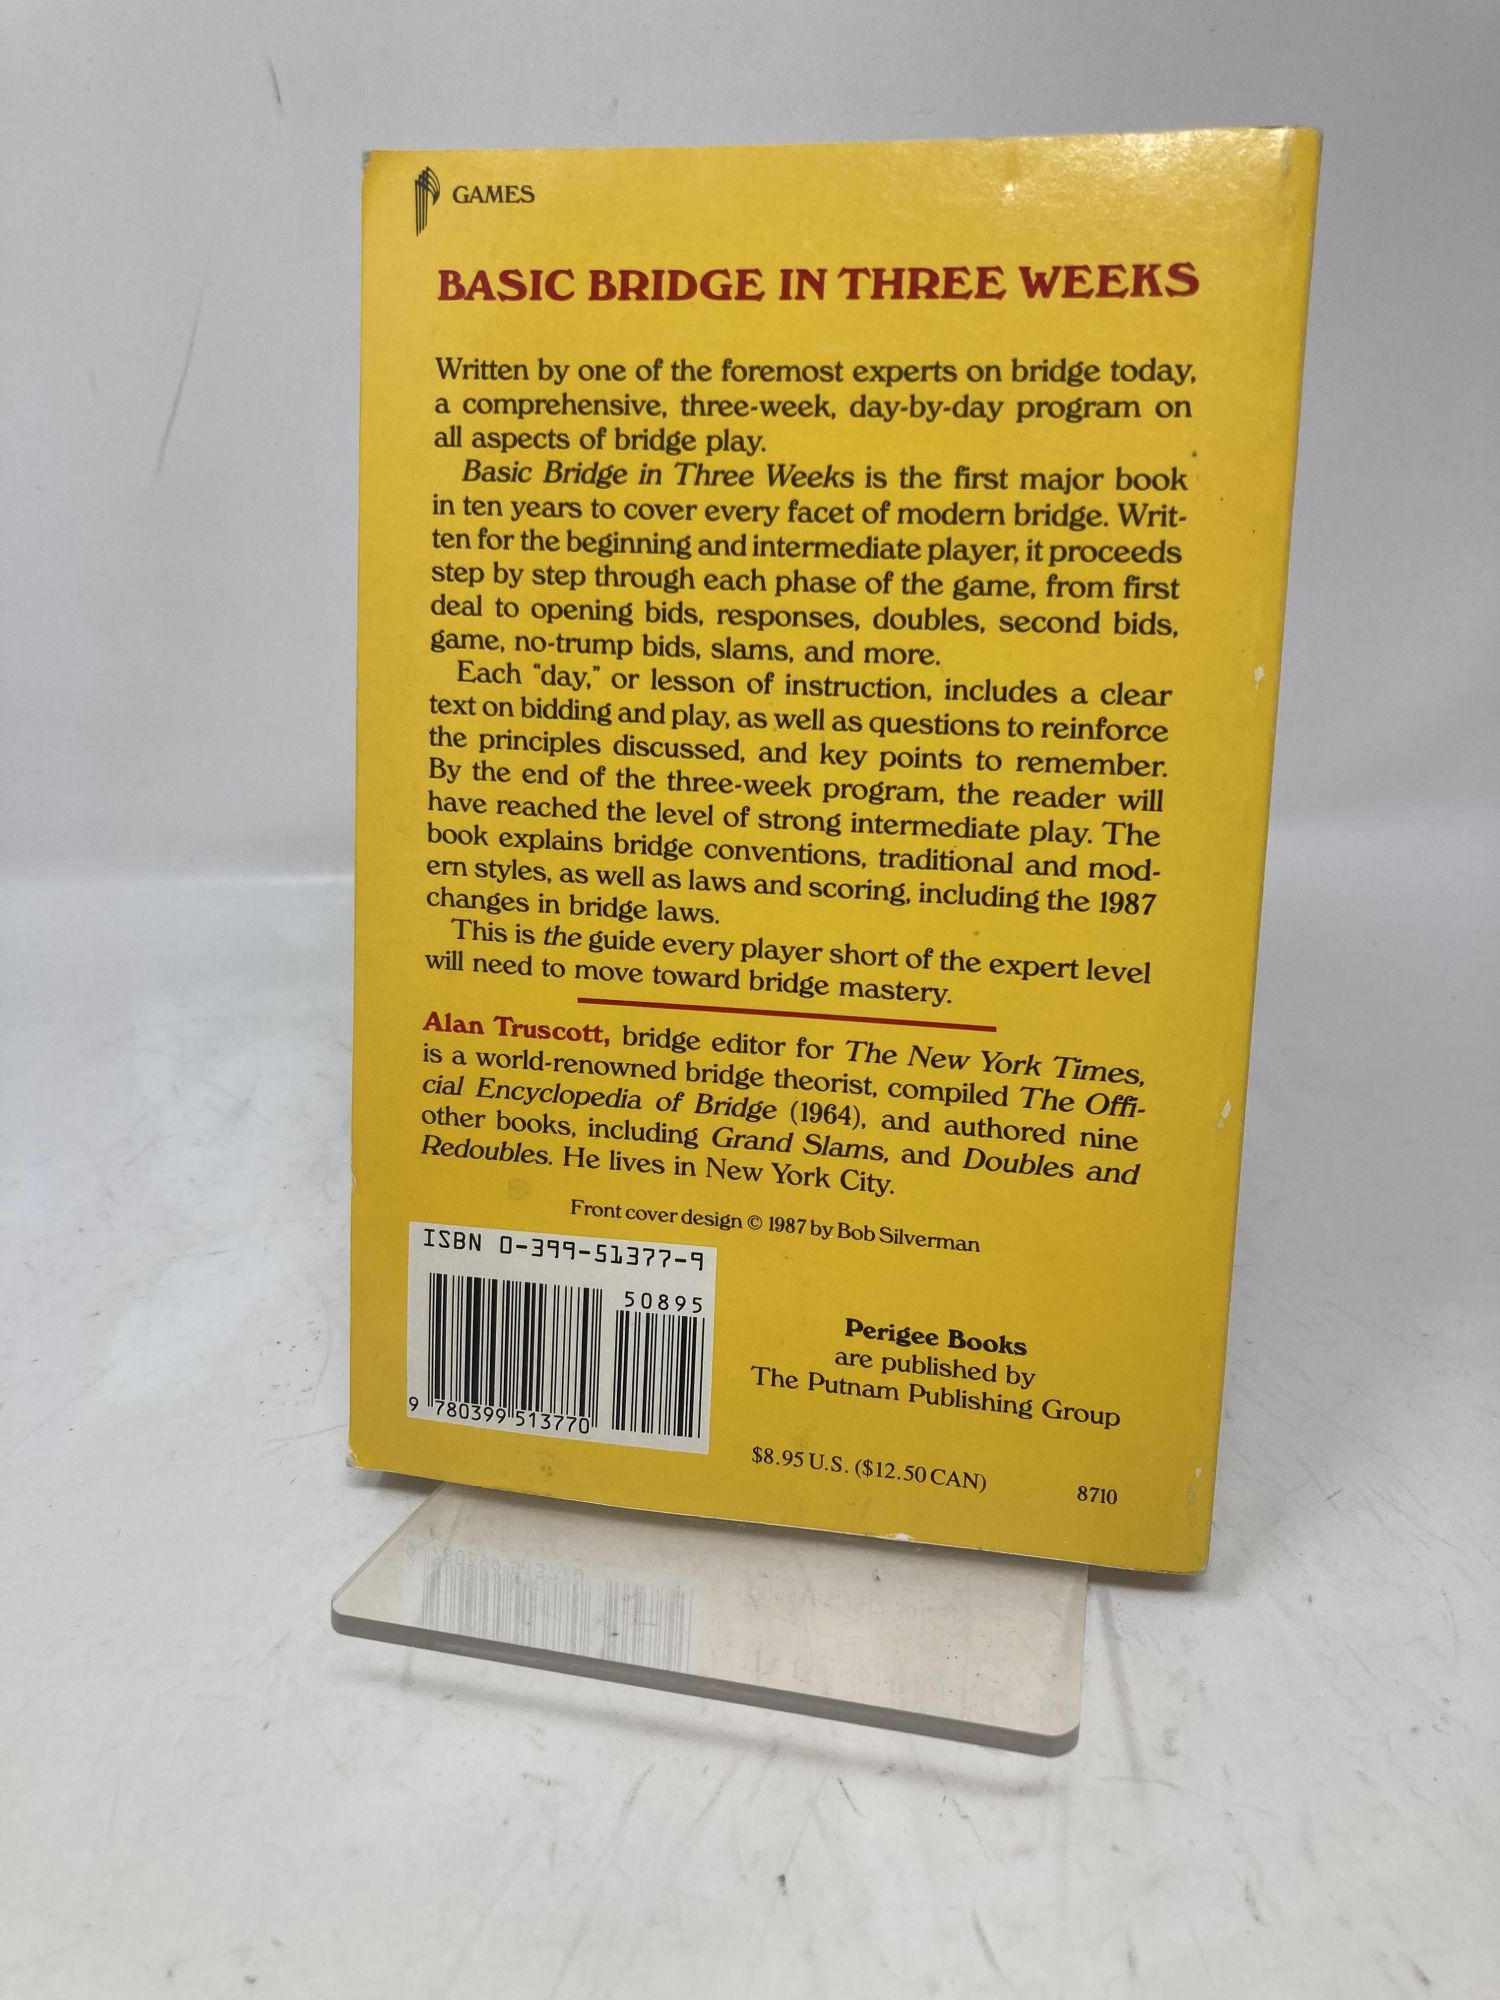 GAMES
BASIC BRIDGE IN THREE WEEKS
Written by one of the foremost experts on bridge today,
a comprehensive, three-week, day-by-day program on
all aspects of bridge play.
Basic Bridge in Three Weeks is the first major book
in ten years to cover every facet of modern bridge. Writ-
ten for the beginning and intermediate player, it proceeds
step by step through each phase of the game, from first
deal to opening bids, responses, doubles, second bids,
game, no-trump bids, slams, and more.
Each "day," or lesson of instruction, includes a clear
text on bidding and play, as well as questions to reinforce
the principles discussed, and key points to remember.
By the end of the three-week program, the reader will
have reached the level of strong intermediate play. The
book explains bridge conventions, traditional and mod-
ern styles, as well as laws and scoring, including the 1987
changes in bridge laws.
This is the guide every player short of the expert level
will need to move toward bridge mastery.
Alan Truscott, bridge editor for The New York Times,
is a world-renowned bridge theorist, compiled The Offi-
cial Encyclopedia of Bridge (1964), and authored nine
other books, including Grand Slams, and Doubles and
Redoubles. He lives in New York City.
Front cover design © 1987 by Bob Silverman
ISBN 0-399-51377-9
50895
9 780399 513770
Perigee Books
are published by
The Putnam Publishing Group
$8.95 U.S. ($12.50 CAN)
8710